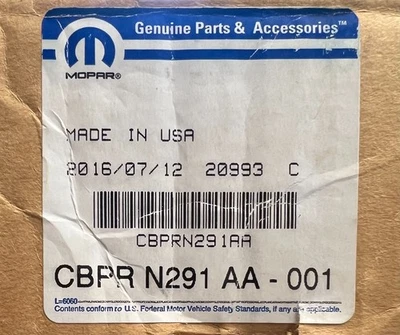 Genuine Parts & Accessories™
MOPAR®
MADE IN USA
2016/07/12 20993 C
CBPRN291AA
CBPR N291 AA - 001
L=6060
Contents conform to U.S. Federal Motor Vehicle Safety Standards, if any are applicable.